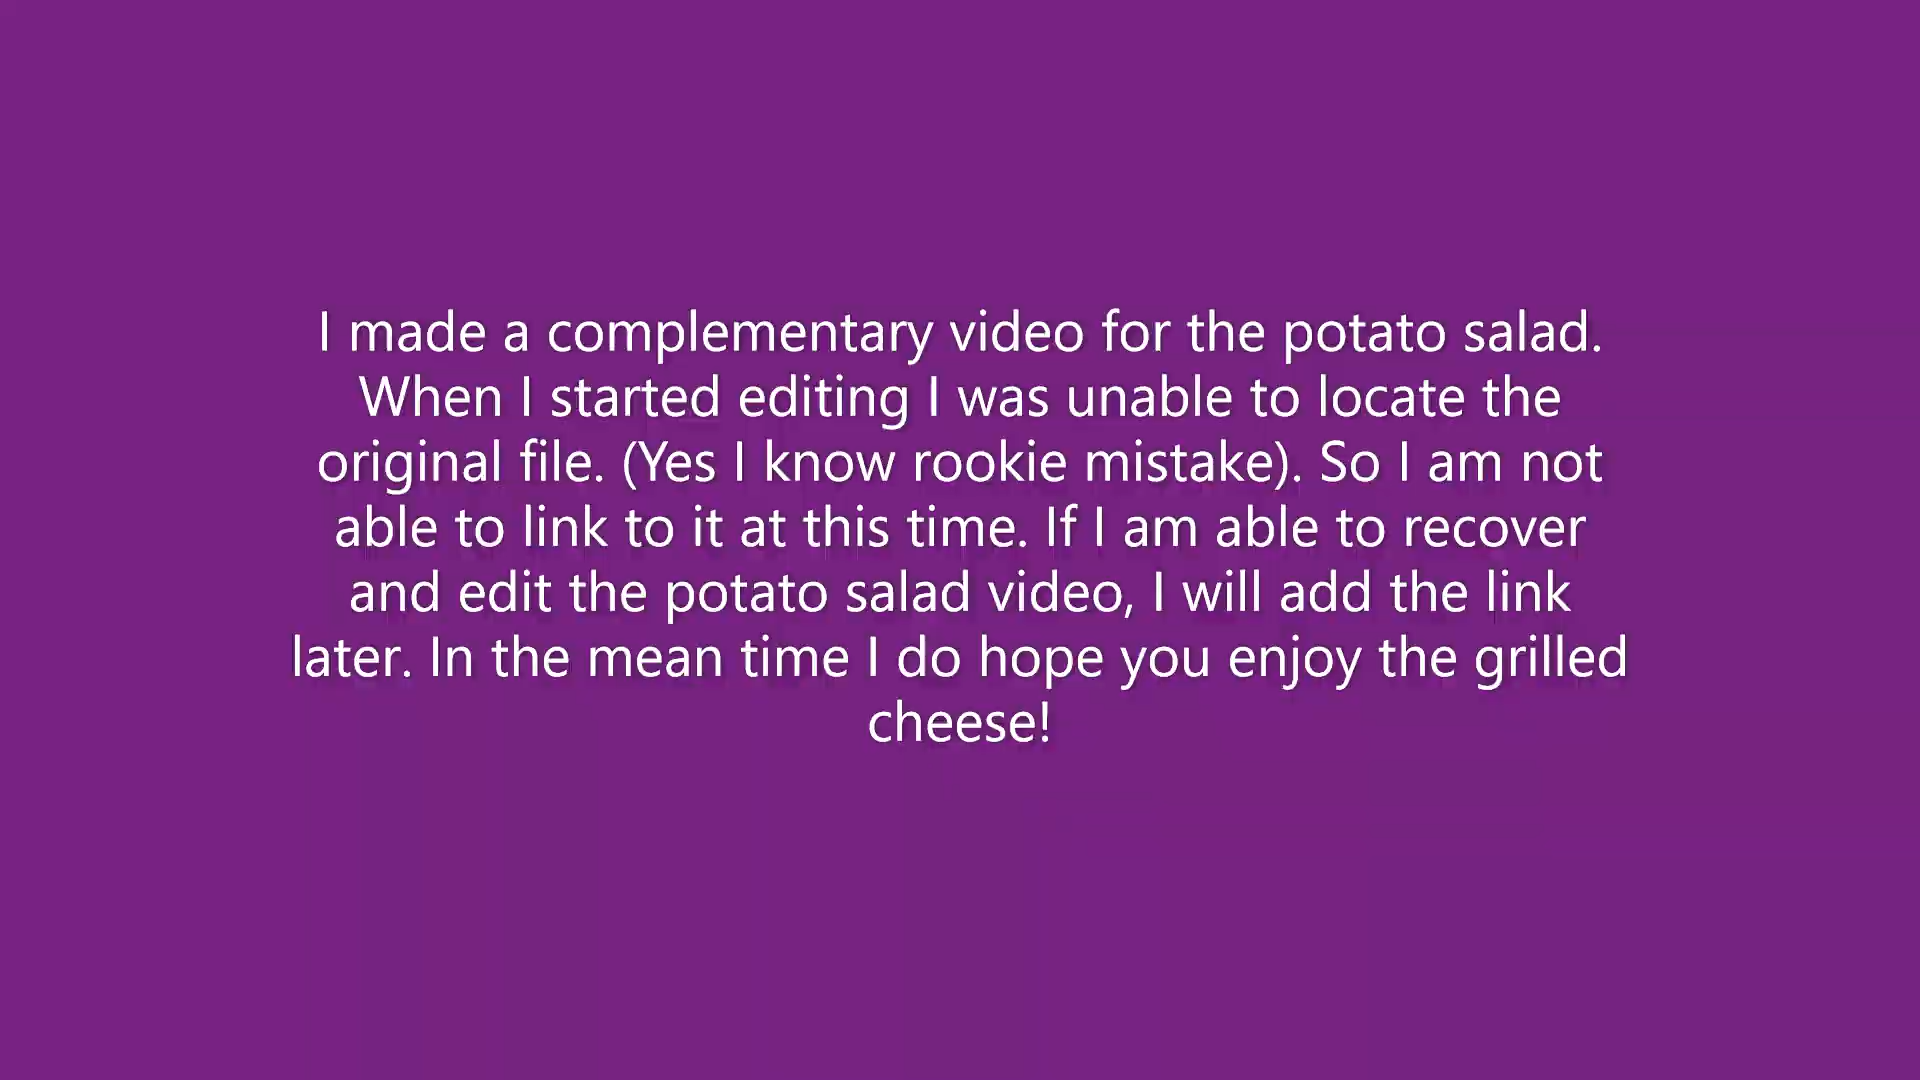 I made a complementary video for the potato salad.
When I started editing I was unable to locate the
original file. (Yes I know rookie mistake). So I am not
able to link to it at this time. If I am able to recover
and edit the potato salad video, I will add the link
later. In the mean time I do hope you enjoy the grilled
cheese!